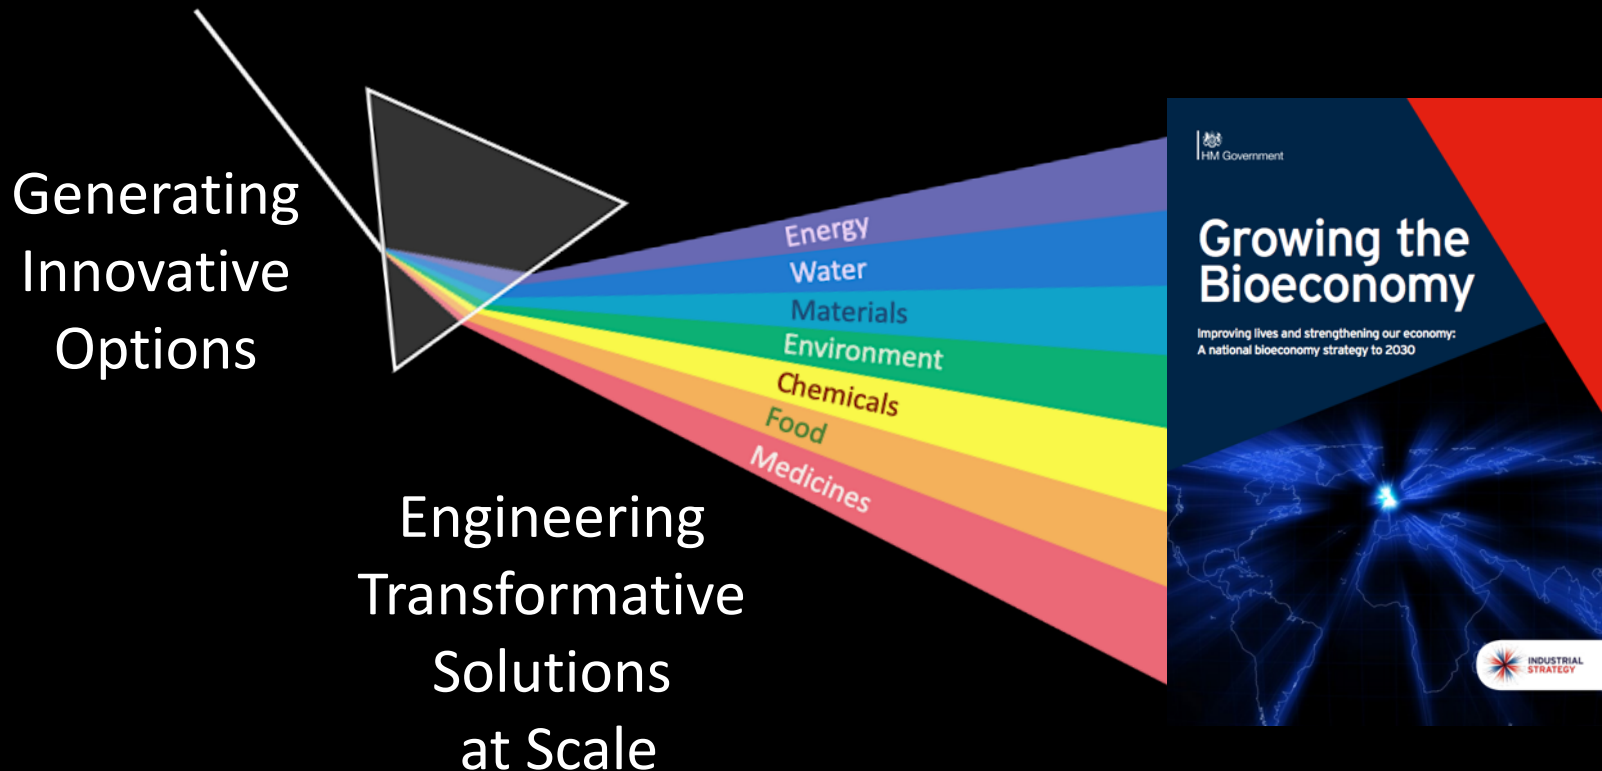 Generating
Innovative
Options
Engineering
Transformative
Solutions
at Scale
Energy
Water
Materials
Environment
Chemicals
Food
Medicines
HM Government
Growing the
Bioeconomy
Improving lives and strengthening our economy:
A national bioeconomy strategy to 2030
INDUSTRIAL
STRATEGY